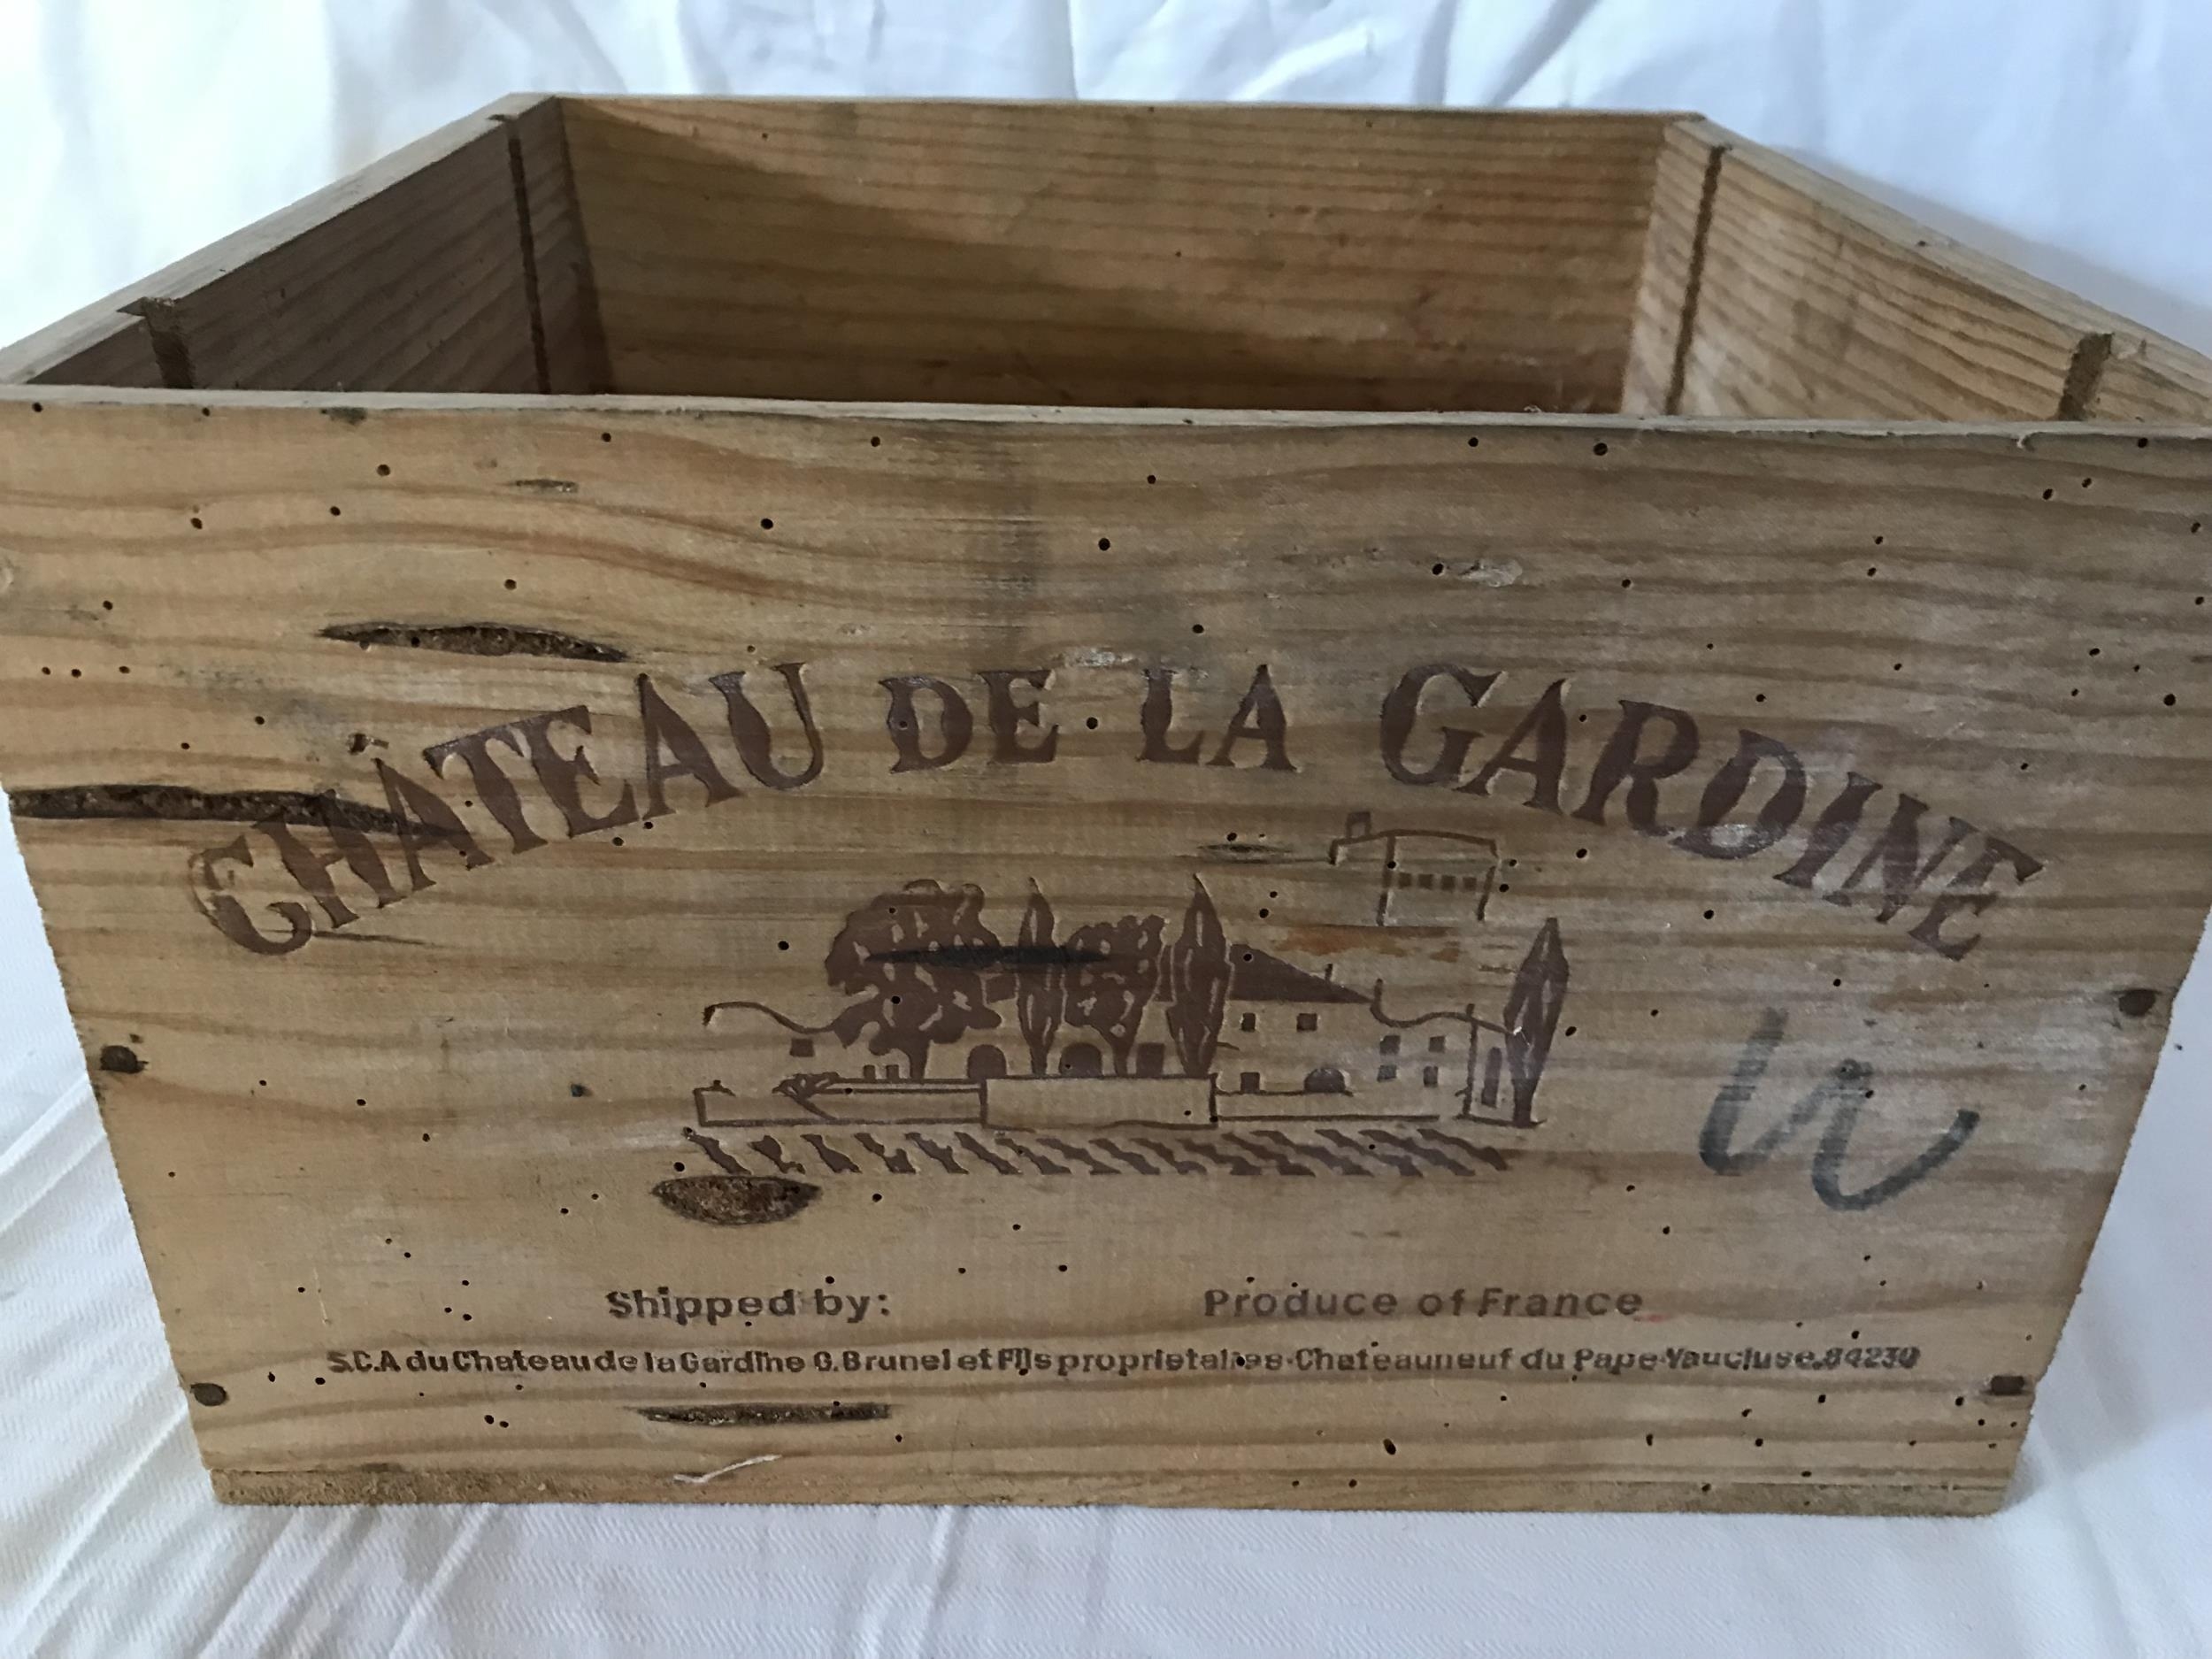 CHÂTEAU DE LA GARDINE
W
Shipped by: Produce of France
S.C.A du Chateau de la Gardine G. Brunel et Fils proprietaires-Chateauneuf du Pape-Vaucluse.84230